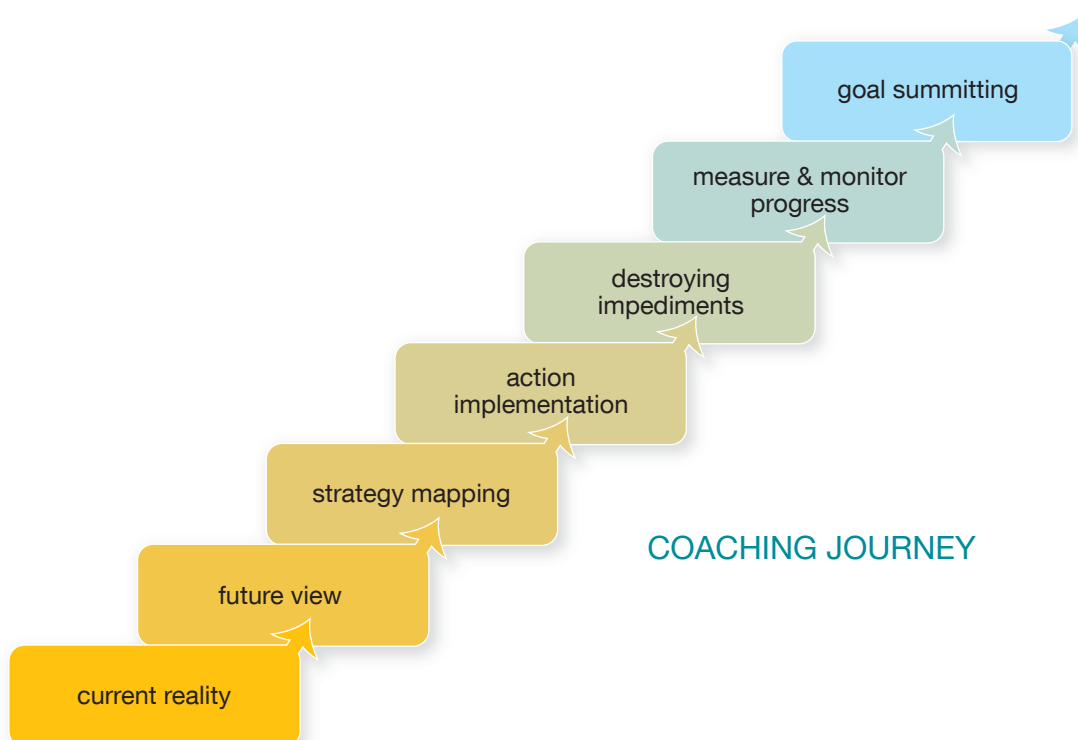 goal summitting
measure & monitor
progress
destroying
impediments
action
implementation
strategy mapping
COACHING JOURNEY
future view
current reality